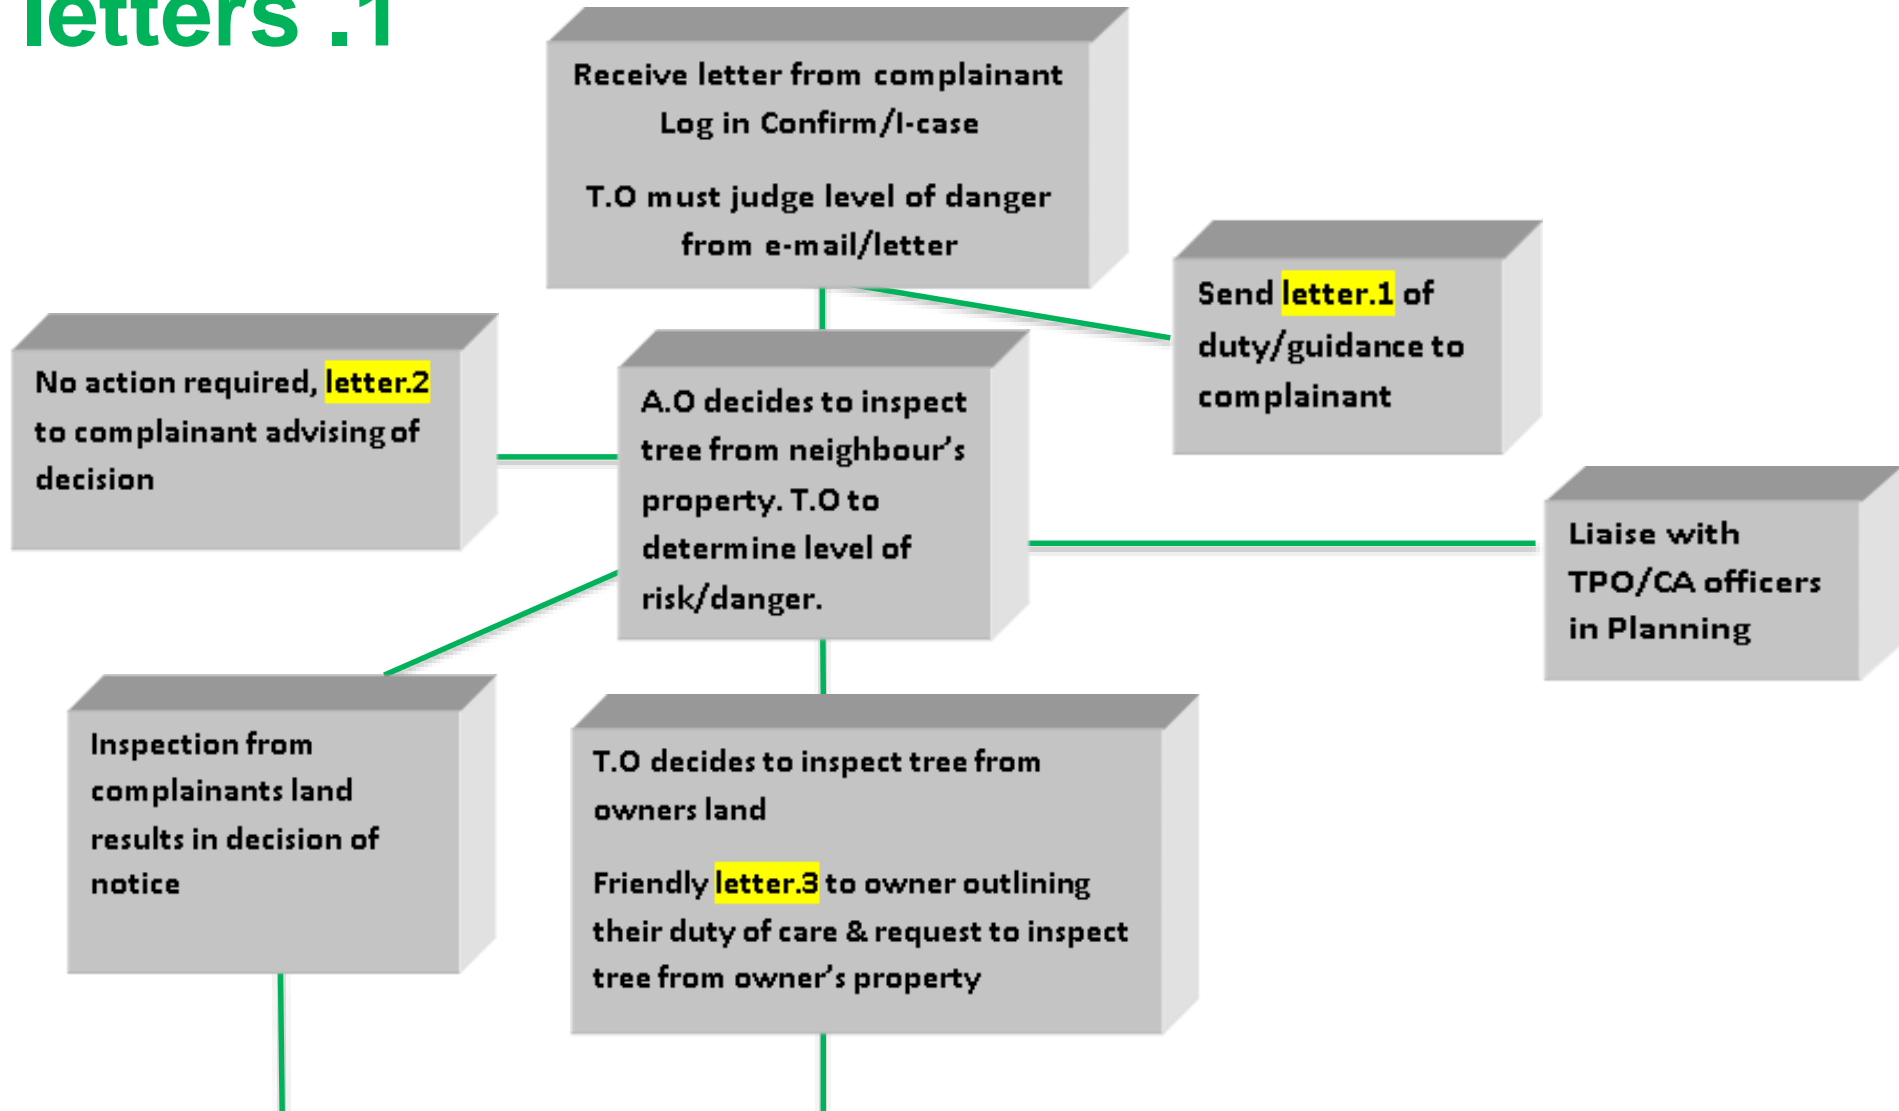 letters .1
Receive letter from complainant
Log in Confirm/I-case
T.O must judge level of danger
from e-mail/letter
Send letter.1 of
duty/guidance to
complainant
No action required, letter.2
to complainant advising of
decision
A.O decides to inspect
tree from neighbour's
property. T.O to
determine level of
risk/danger.
Liaise with
TPO/CA officers
in Planning
Inspection from
complainants land
results in decision of
notice
T.O decides to inspect tree from
owners land
Friendly letter.3 to owner outlining
their duty of care & request to inspect
tree from owner's property